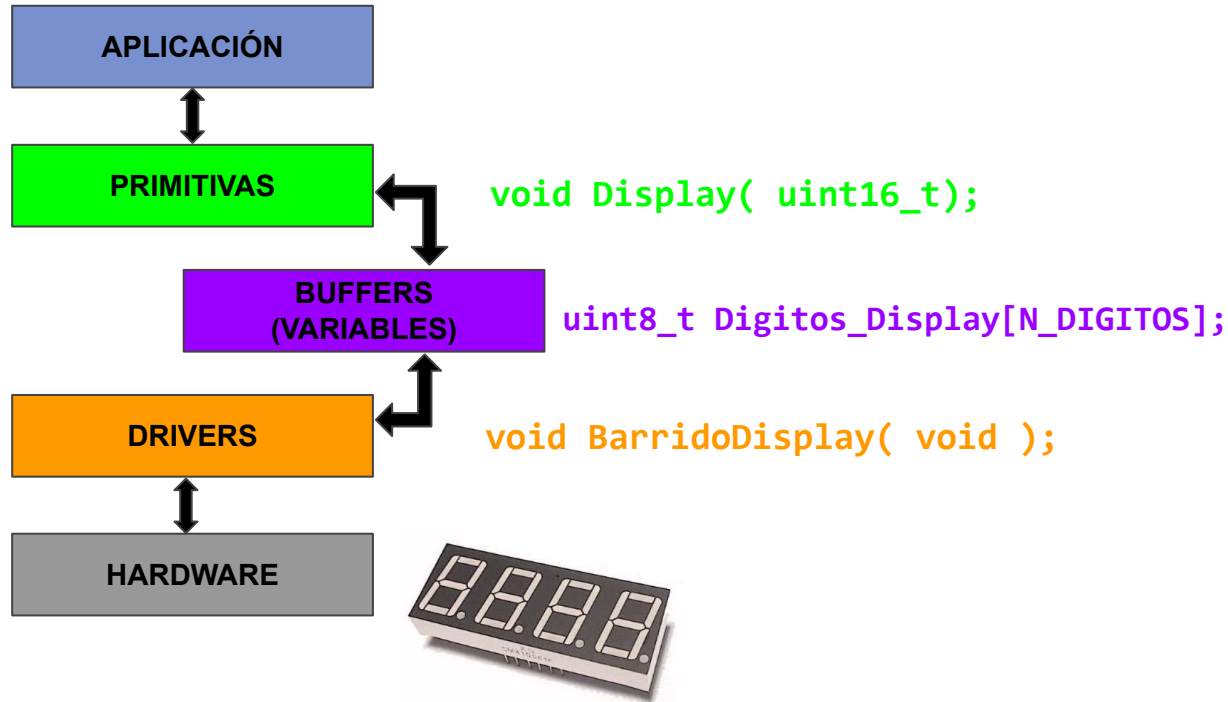 APLICACIÓN
PRIMITIVAS
void Display( uint16_t);
BUFFERS
(VARIABLES)
uint8_t Digitos_Display[N_DIGITOS];
DRIVERS
void BarridoDisplay( void );
HARDWARE